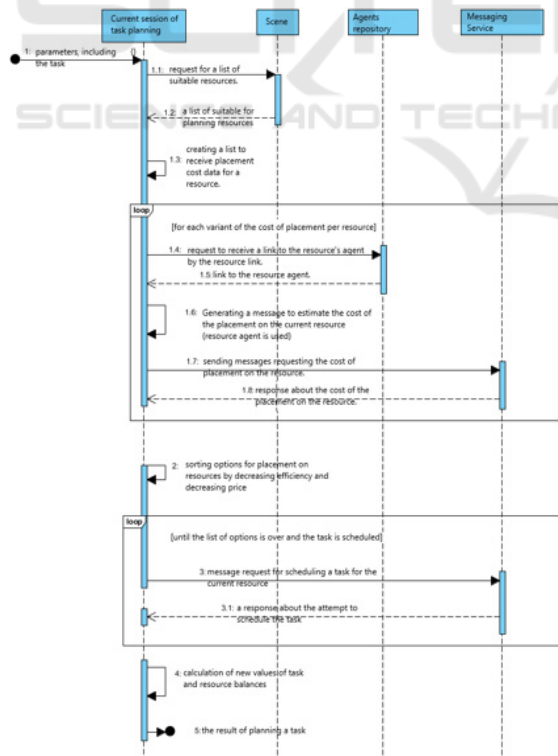 Current session of
task planning
Scene
Agents
repository
Messaging
Service
1: parameters, including ()
the task
1.1: request for a list of
suitable resources.
SCIENCE AND TECH
1.2: a list of suitable for
planning resources
creating a list to
1.3: receive placement
cost data for a
resource.
loop
[for each variant of the cost of placement per resource]
1.4: request to receive a link to the resource's agent
by the resource link.
1.5: link to the resource agent.
1.6: Generating a message to estimate the cost of
the placement on the current resource
(resource agent is used)
1.7: sending messages requesting the cost of
placement on the resource.
1.8: response about the cost of the
placement on the resource.
2: sorting options for placement on
resources by decreasing efficiency and
decreasing price
loop
[until the list of options is over and the task is scheduled]
3: message request for scheduling a task for the
current resource
3.1: a response about the attempt to
schedule the task
4: calculation of new values of task
and resource balances
5: the result of planning a task